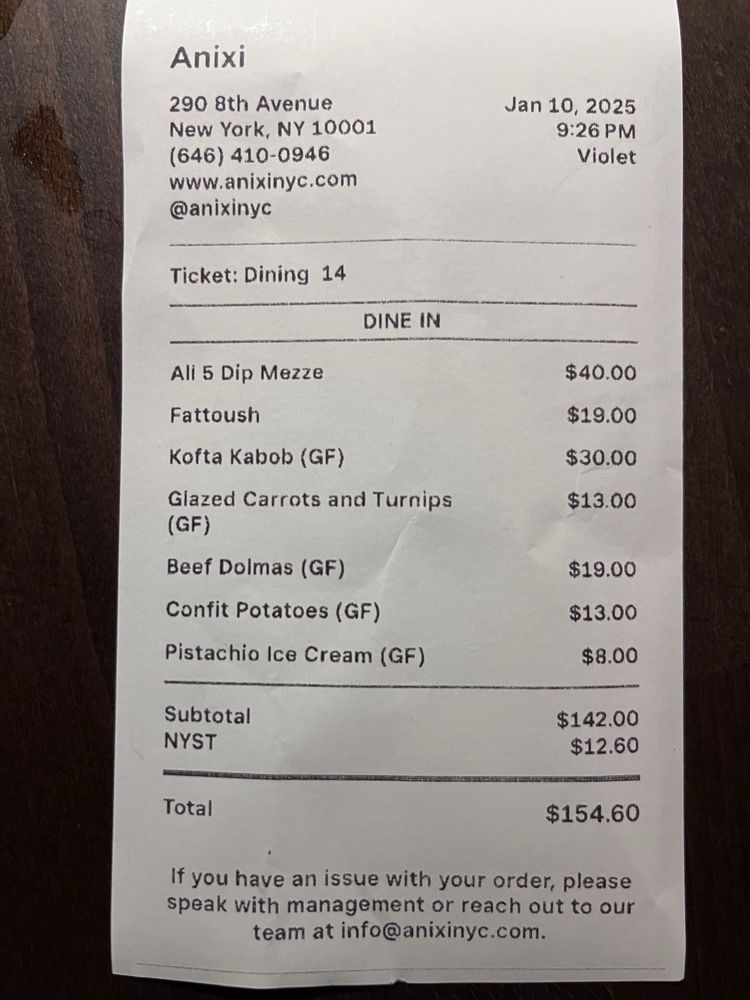 Anixi
290 8th Avenue Jan 10, 2025
New York, NY 10001 9:26 PM
(646) 410-0946 Violet
www.anixinyc.com
@anixinyc
Ticket: Dining 14
DINE IN
All 5 Dip Mezze $40.00
Fattoush $19.00
Kofta Kabob (GF) $30.00
Glazed Carrots and Turnips $13.00
(GF)
Beef Dolmas (GF) $19.00
Confit Potatoes (GF) $13.00
Pistachio Ice Cream (GF) $8.00
Subtotal $142.00
NYST $12.60
Total $154.60
If you have an issue with your order, please
speak with management or reach out to our
team at info@anixinyc.com.